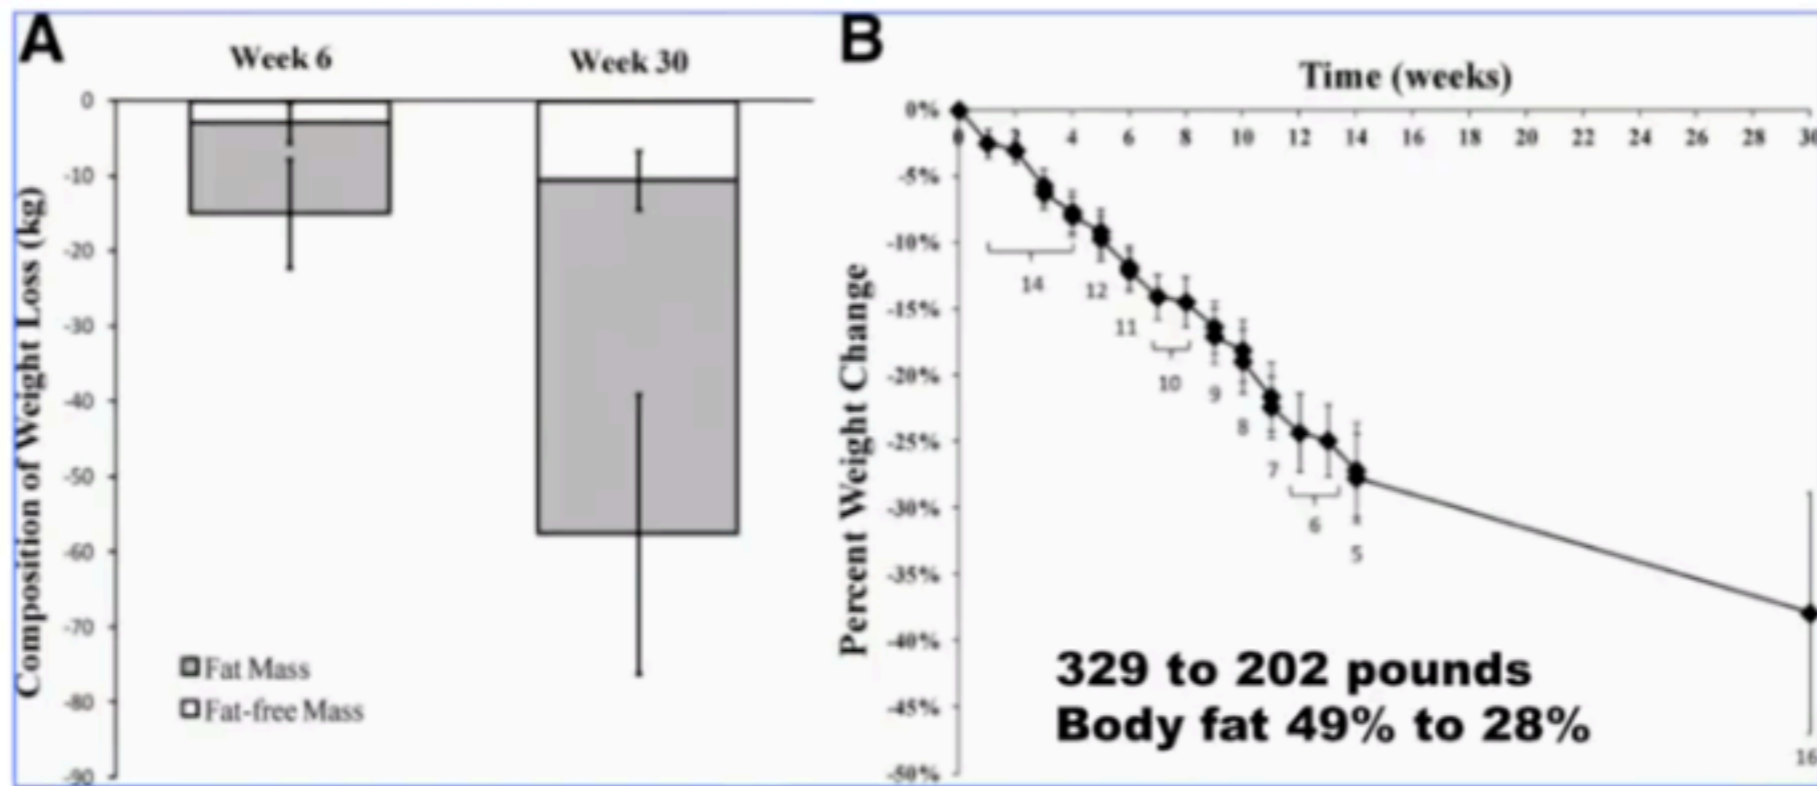 A
Week 6
Week 30
0
-10
-20
-30
-40
-50
-60
-70
-80
-90
Composition of Weight Loss (kg)
Fat Mass
Fat-free Mass
B
Time (weeks)
0%
-5%
-10%
-15%
-20%
-25%
-30%
-35%
-40%
-45%
-50%
Percent Weight Change
0 2 4 6 8 10 12 14 16 18 20 22 24 26 28 30
14
12
11
10
9
8
7
6
5
16
329 to 202 pounds
Body fat 49% to 28%